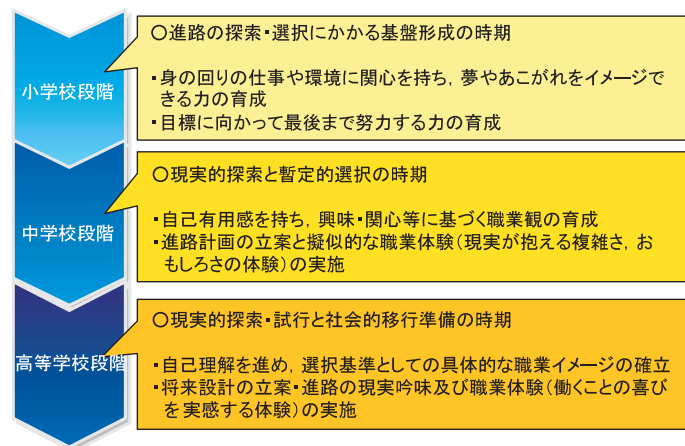 小学校段階
○進路の探索・選択にかかる基盤形成の時期
・身の回りの仕事や環境に関心を持ち，夢やあこがれをイメージで
きる力の育成
・目標に向かって最後まで努力する力の育成
中学校段階
○現実的探索と暫定的選択の時期
・自己有用感を持ち，興味・関心等に基づく職業観の育成
・進路計画の立案と擬似的な職業体験（現実が抱える複雑さ，お
もしろさの体験）の実施
高等学校段階
○現実的探索・試行と社会的移行準備の時期
・自己理解を進め，選択基準としての具体的な職業イメージの確立
・将来設計の立案・進路の現実吟味及び職業体験（働くことの喜び
を実感する体験）の実施